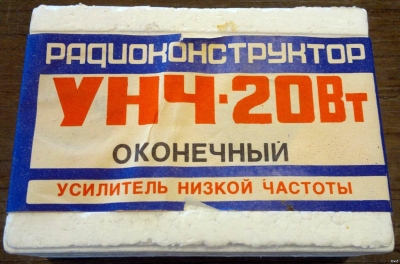 РАДИОКОНСТРУКТОР
УНЧ·20Вт
ОКОНЕЧНЫЙ
УСИЛИТЕЛЬ НИЗКОЙ ЧАСТОТЫ